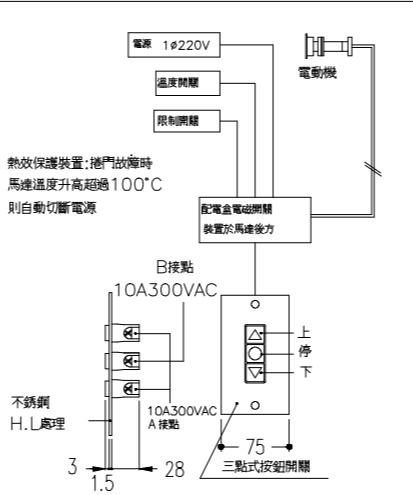 電源 1ø220V
電動機
溫度開關
限制開關
熱效保護裝置;捲門故障時
馬達溫度升高超過100°C
則自動切斷電源
配電盒電磁開關
裝置於馬達後方
B接點
10A300VAC
上
停
下
不銹鋼
H.L處理
10A300VAC
A接點
3
1.5
28
75
三點式按鈕開關